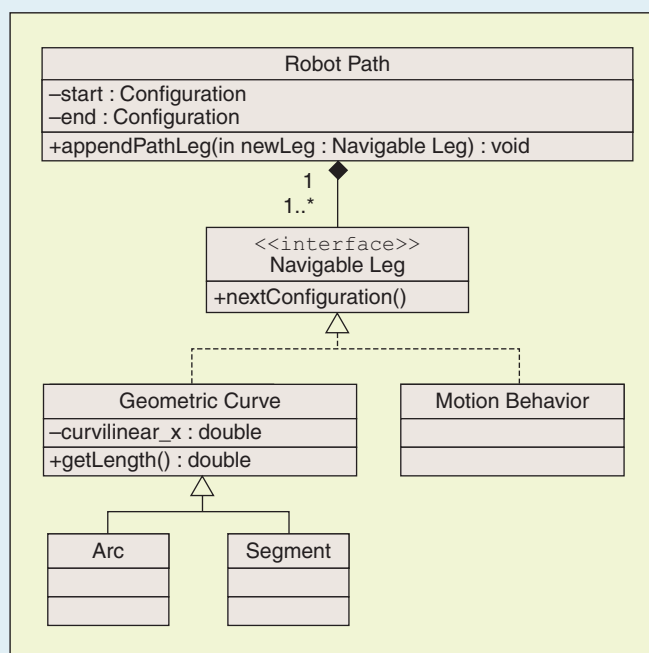 Robot Path
–start : Configuration
–end : Configuration
+appendPathLeg(in newLeg : Navigable Leg) : void
1
1..*
<<interface>>
Navigable Leg
+nextConfiguration()
Geometric Curve
–curvilinear_x : double
+getLength() : double
Motion Behavior
Arc
Segment